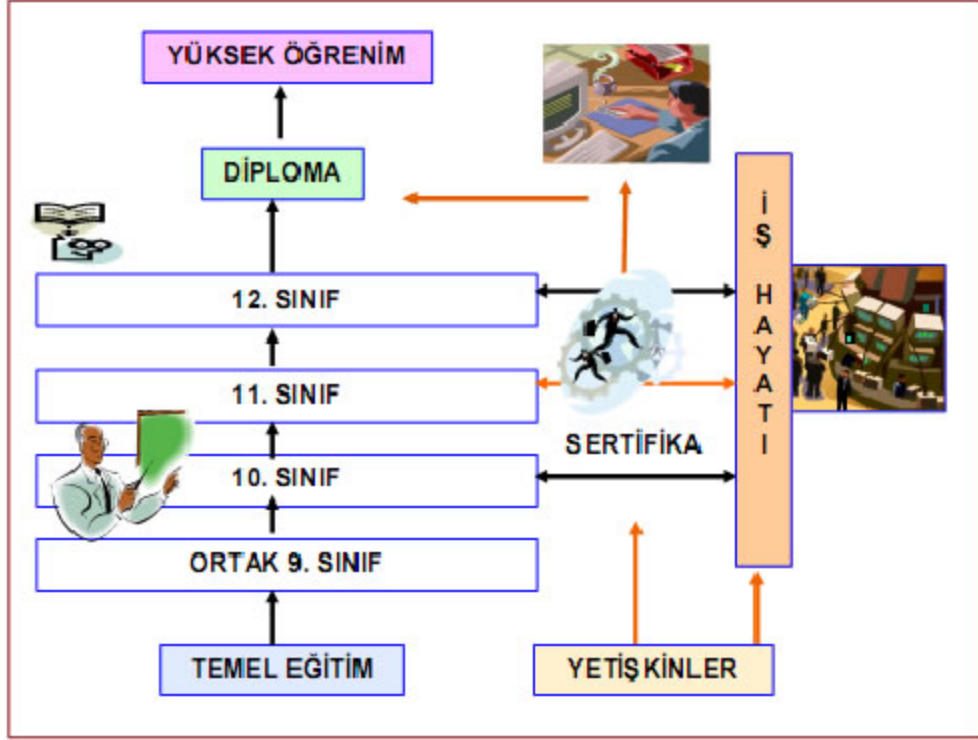 YÜKSEK ÖĞRENİM
DİPLOMA
12. SINIF
11. SINIF
10. SINIF
ORTAK 9. SINIF
TEMEL EĞİTİM
SERTİFİKA
YETİŞKİNLER
İŞ HAYATI